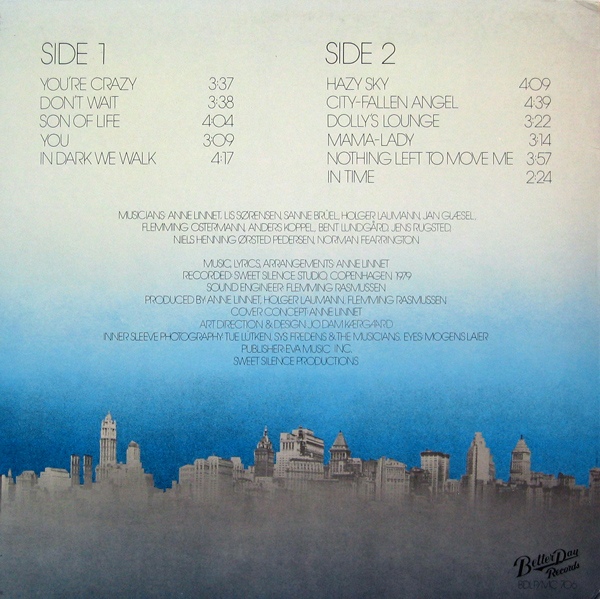 SIDE 1
YOU'RE CRAZY 3:37
DON'T WAIT 3:38
SON OF LIFE 4:04
YOU 3:09
IN DARK WE WALK 4:17
SIDE 2
HAZY SKY 4:09
CITY-FALLEN ANGEL 4:39
DOLLY'S LOUNGE 3:22
MAMA-LADY 3:14
NOTHING LEFT TO MOVE ME 3:57
IN TIME 2:24
MUSICIANS: ANNE LINNET, LIS SØRENSEN, SANNE BRÜEL, HOLGER LAUMANN, JAN GLÆSEL,
FLEMMING OSTERMANN, ANDERS KOPPEL, BENT LUNDGÅRD, JENS RUGSTED,
NIELS HENNING ØRSTED PEDERSEN, NORMAN FEARRINGTON
MUSIC, LYRICS, ARRANGEMENTS: ANNE LINNET
RECORDED: SWEET SILENCE STUDIO, COPENHAGEN 1979
SOUND ENGINEER: FLEMMING RASMUSSEN
PRODUCED BY ANNE LINNET, HOLGER LAUMANN, FLEMMING RASMUSSEN
COVER CONCEPT: ANNE LINNET
ART DIRECTION & DESIGN: JO DAM KÆRGAARD
INNER SLEEVE PHOTOGRAPHY: TUE LÜTKEN, SYS FREDENS & THE MUSICIANS. EYES: MOGENS LAIER
PUBLISHER: EVA MUSIC INC.
SWEET SILENCE PRODUCTIONS
Better Day
Records
706